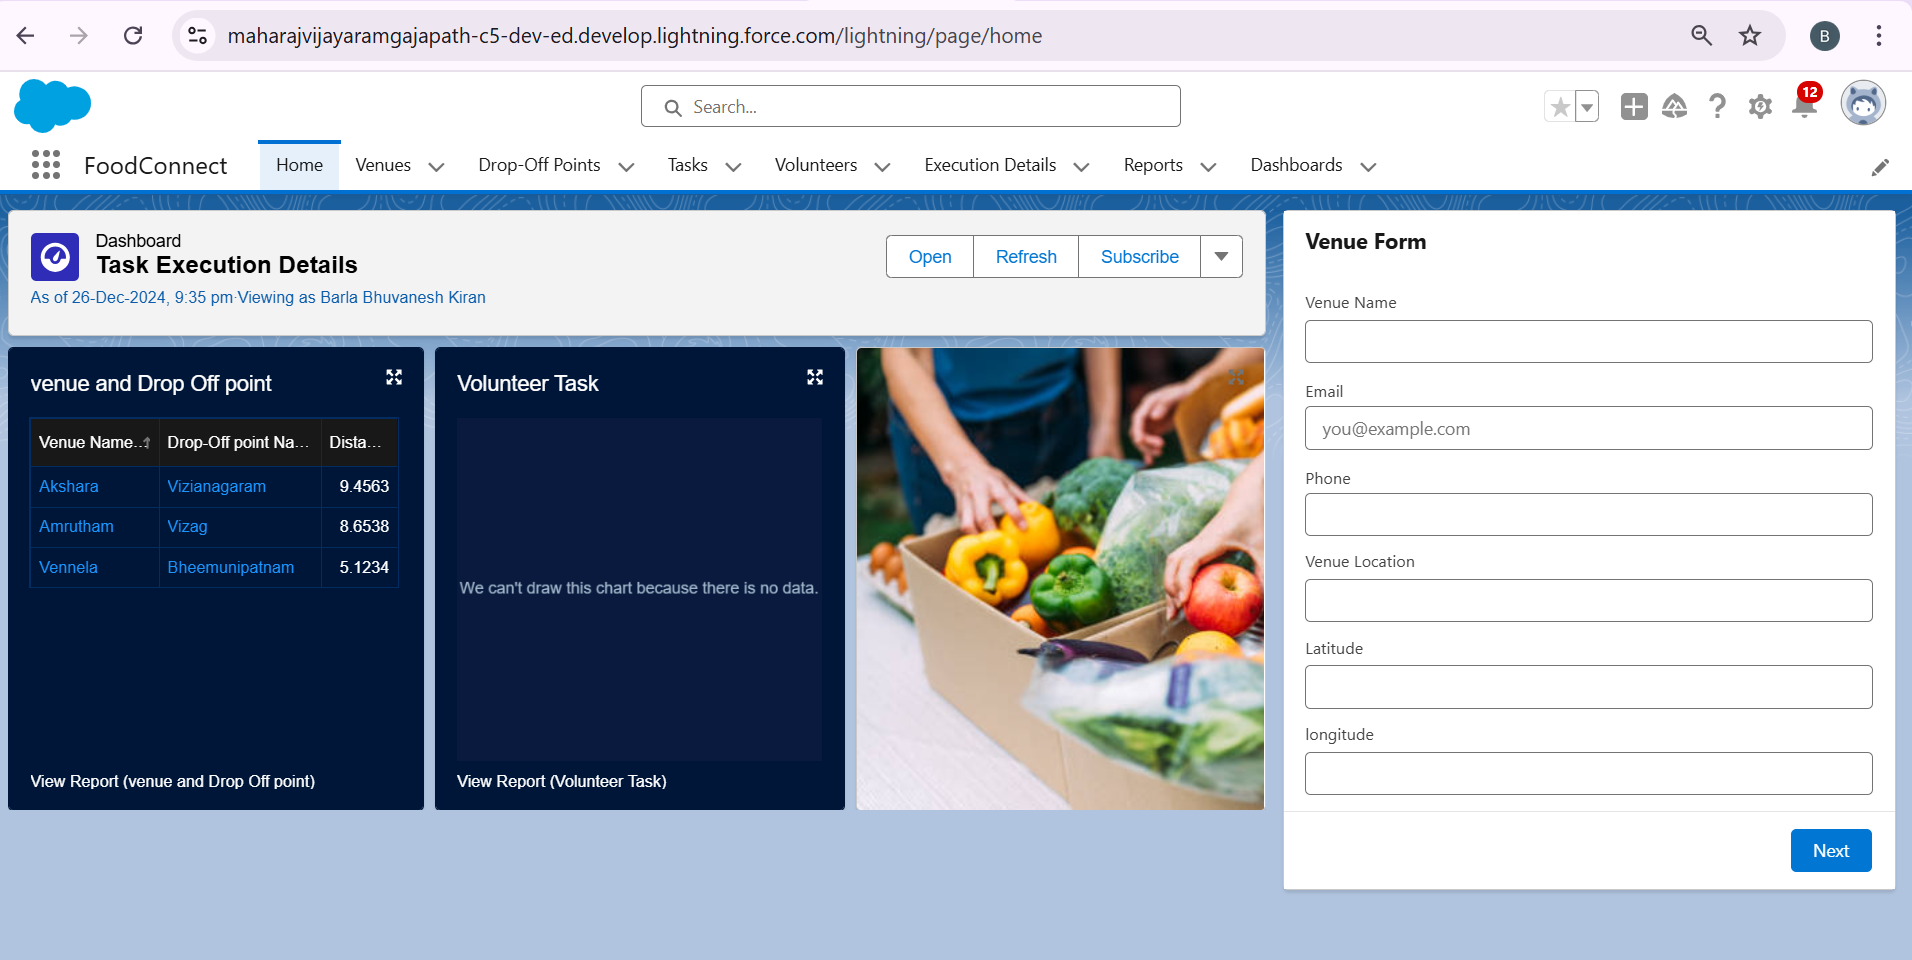 maharajvijayaramgajapath-c5-dev-ed.develop.lightning.force.com/lightning/page/home
B
Search...
12
FoodConnect
Home
Venues
Drop-Off Points
Tasks
Volunteers
Execution Details
Reports
Dashboards
Dashboard
Task Execution Details
As of 26-Dec-2024, 9:35 pm·Viewing as Barla Bhuvanesh Kiran
Open
Refresh
Subscribe
venue and Drop Off point
Venue Name... Drop-Off point Na... Dista...
Akshara Vizianagaram 9.4563
Amrutham Vizag 8.6538
Vennela Bheemunipatnam 5.1234
View Report (venue and Drop Off point)
Volunteer Task
We can't draw this chart because there is no data.
View Report (Volunteer Task)
Venue Form
Venue Name
Email
you@example.com
Phone
Venue Location
Latitude
longitude
Next